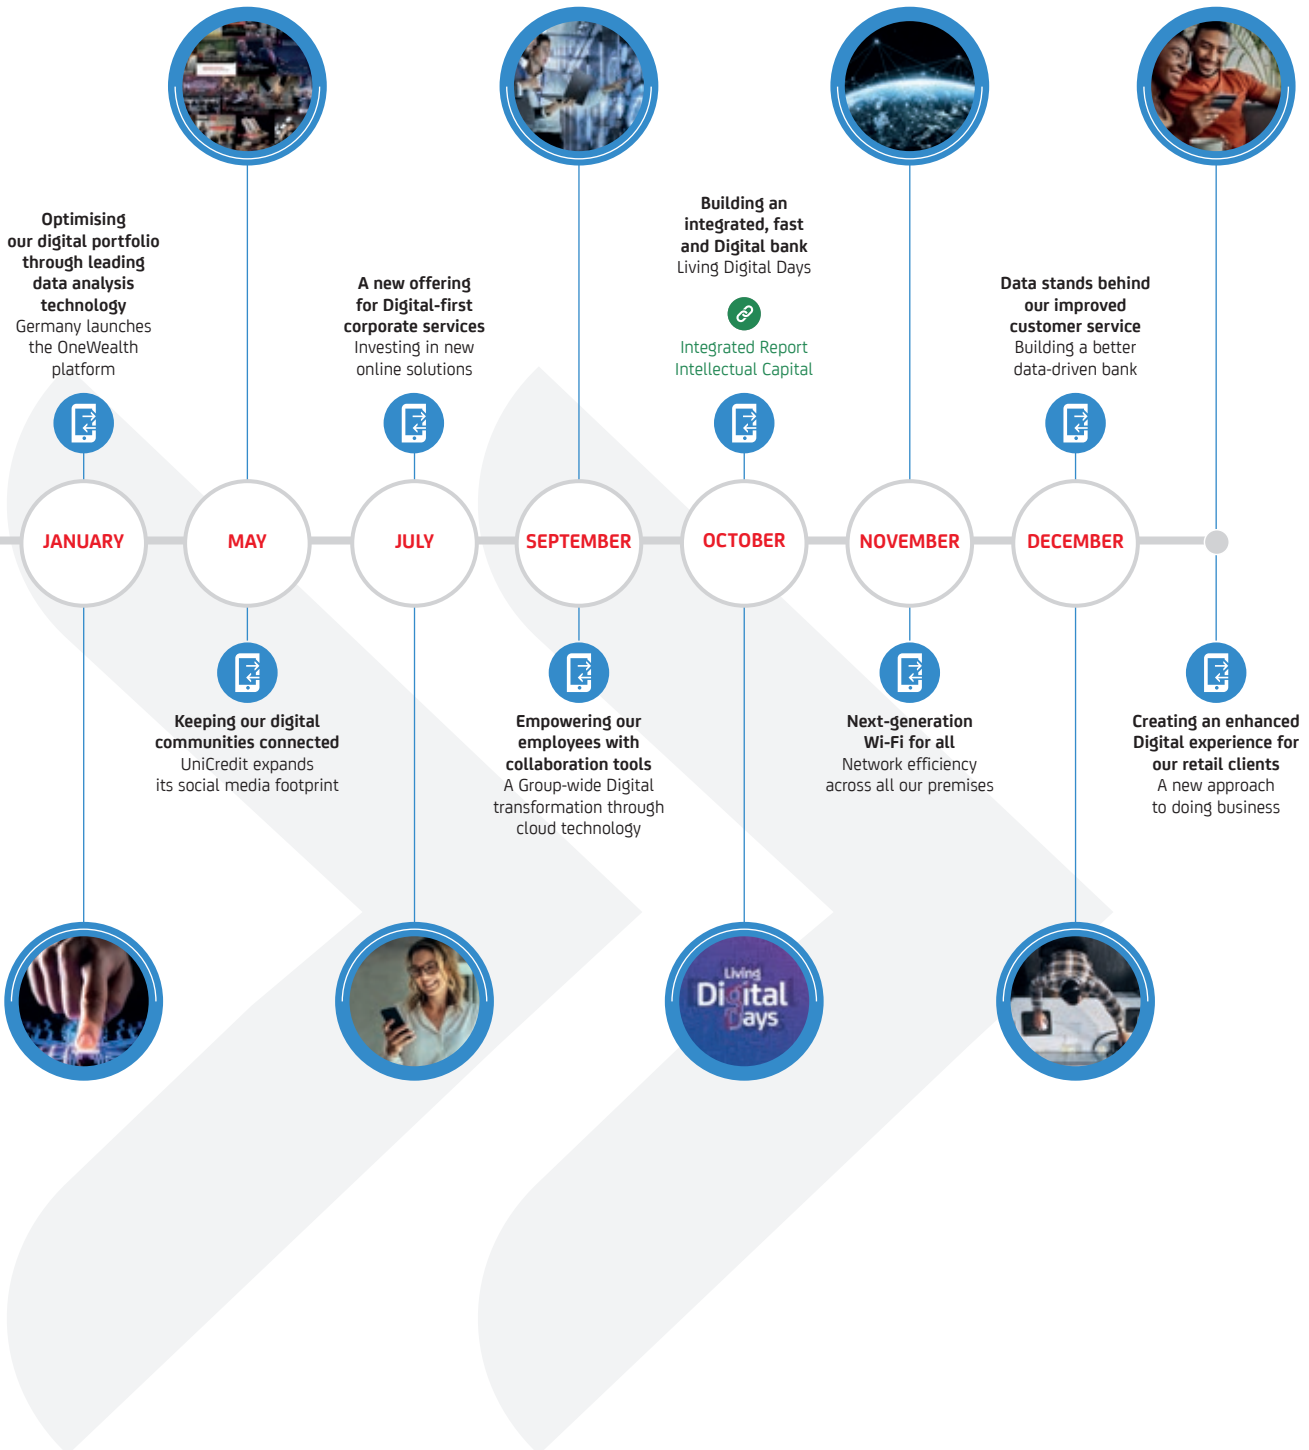 Optimising
our digital portfolio
through leading
data analysis
technology
Germany launches
the OneWealth
platform
A new offering
for Digital-first
corporate services
Investing in new
online solutions
Building an
integrated, fast
and Digital bank
Living Digital Days
Integrated Report
Intellectual Capital
Data stands behind
our improved
customer service
Building a better
data-driven bank
JANUARY
MAY
JULY
SEPTEMBER
OCTOBER
NOVEMBER
DECEMBER
Keeping our digital
communities connected
UniCredit expands
its social media footprint
Empowering our
employees with
collaboration tools
A Group-wide Digital
transformation through
cloud technology
Next-generation
Wi-Fi for all
Network efficiency
across all our premises
Creating an enhanced
Digital experience for
our retail clients
A new approach
to doing business
Living
Digital
Days